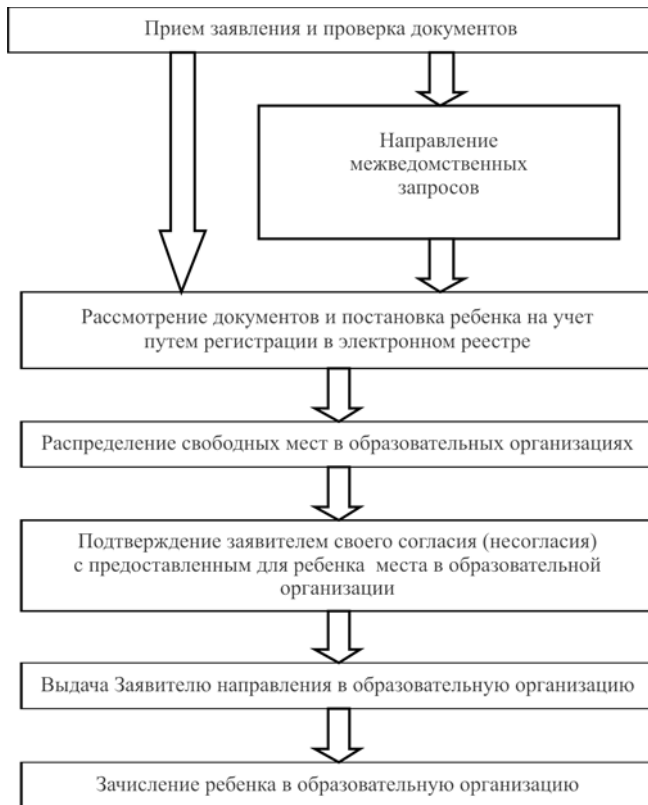 Прием заявления и проверка документов
Направление
межведомственных
запросов
Рассмотрение документов и постановка ребенка на учет
путем регистрации в электронном реестре
Распределение свободных мест в образовательных организациях
Подтверждение заявителем своего согласия (несогласия)
с предоставленным для ребенка места в образовательной
организации
Выдача Заявителю направления в образовательную организацию
Зачисление ребенка в образовательную организацию